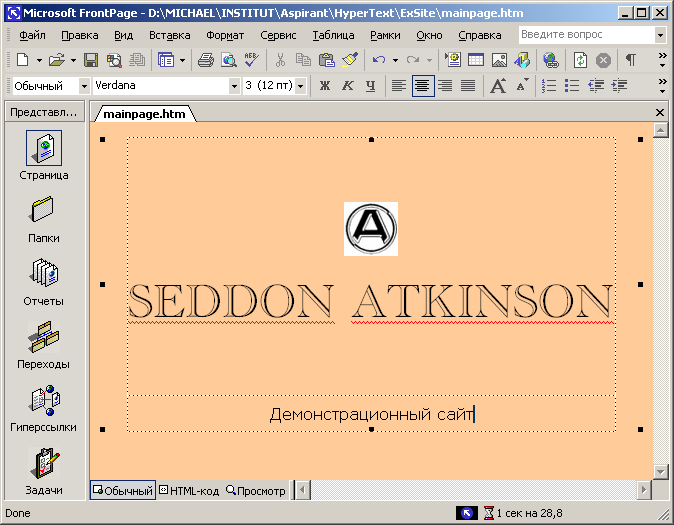 Microsoft FrontPage - D:\MICHAEL\INSTITUT\Aspirant\HyperText\ExSite\mainpage.htm
Файл Правка Вид Вставка Формат Сервис Таблица Рамки Окно Справка Введите вопрос
ABC
Обычный Verdana 3 (12 пт) Ж К Ч A A
Представл... mainpage.htm
Страница
Папки
Отчеты
Переходы
Гиперссылки
Задачи
A
SEDDON ATKINSON
Демонстрационный сайт
Обычный HTML-код Просмотр
Done 1 сек на 28,8